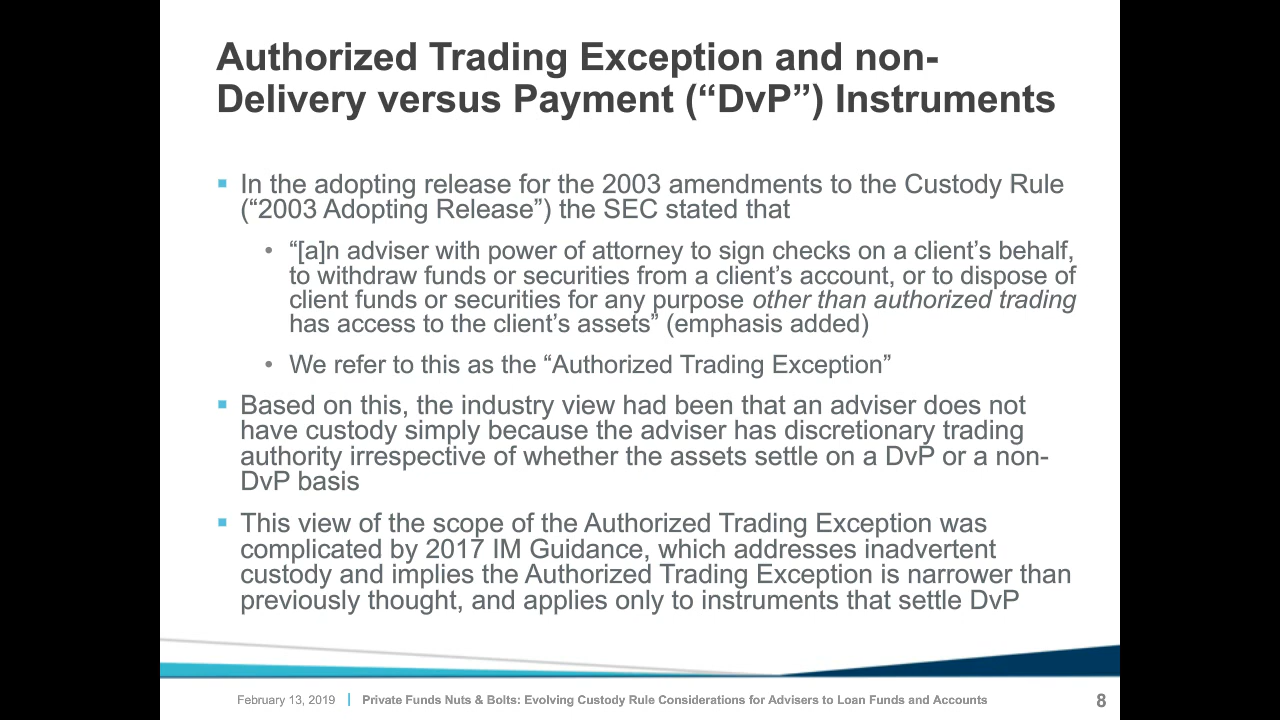 Authorized Trading Exception and non-
Delivery versus Payment (“DvP”) Instruments
▪ In the adopting release for the 2003 amendments to the Custody Rule
(“2003 Adopting Release”) the SEC stated that
• “[a]n adviser with power of attorney to sign checks on a client’s behalf,
to withdraw funds or securities from a client’s account, or to dispose of
client funds or securities for any purpose other than authorized trading
has access to the client’s assets” (emphasis added)
• We refer to this as the “Authorized Trading Exception”
▪ Based on this, the industry view had been that an adviser does not
have custody simply because the adviser has discretionary trading
authority irrespective of whether the assets settle on a DvP or a non-
DvP basis
▪ This view of the scope of the Authorized Trading Exception was
complicated by 2017 IM Guidance, which addresses inadvertent
custody and implies the Authorized Trading Exception is narrower than
previously thought, and applies only to instruments that settle DvP
February 13, 2019 | Private Funds Nuts & Bolts: Evolving Custody Rule Considerations for Advisers to Loan Funds and Accounts 8